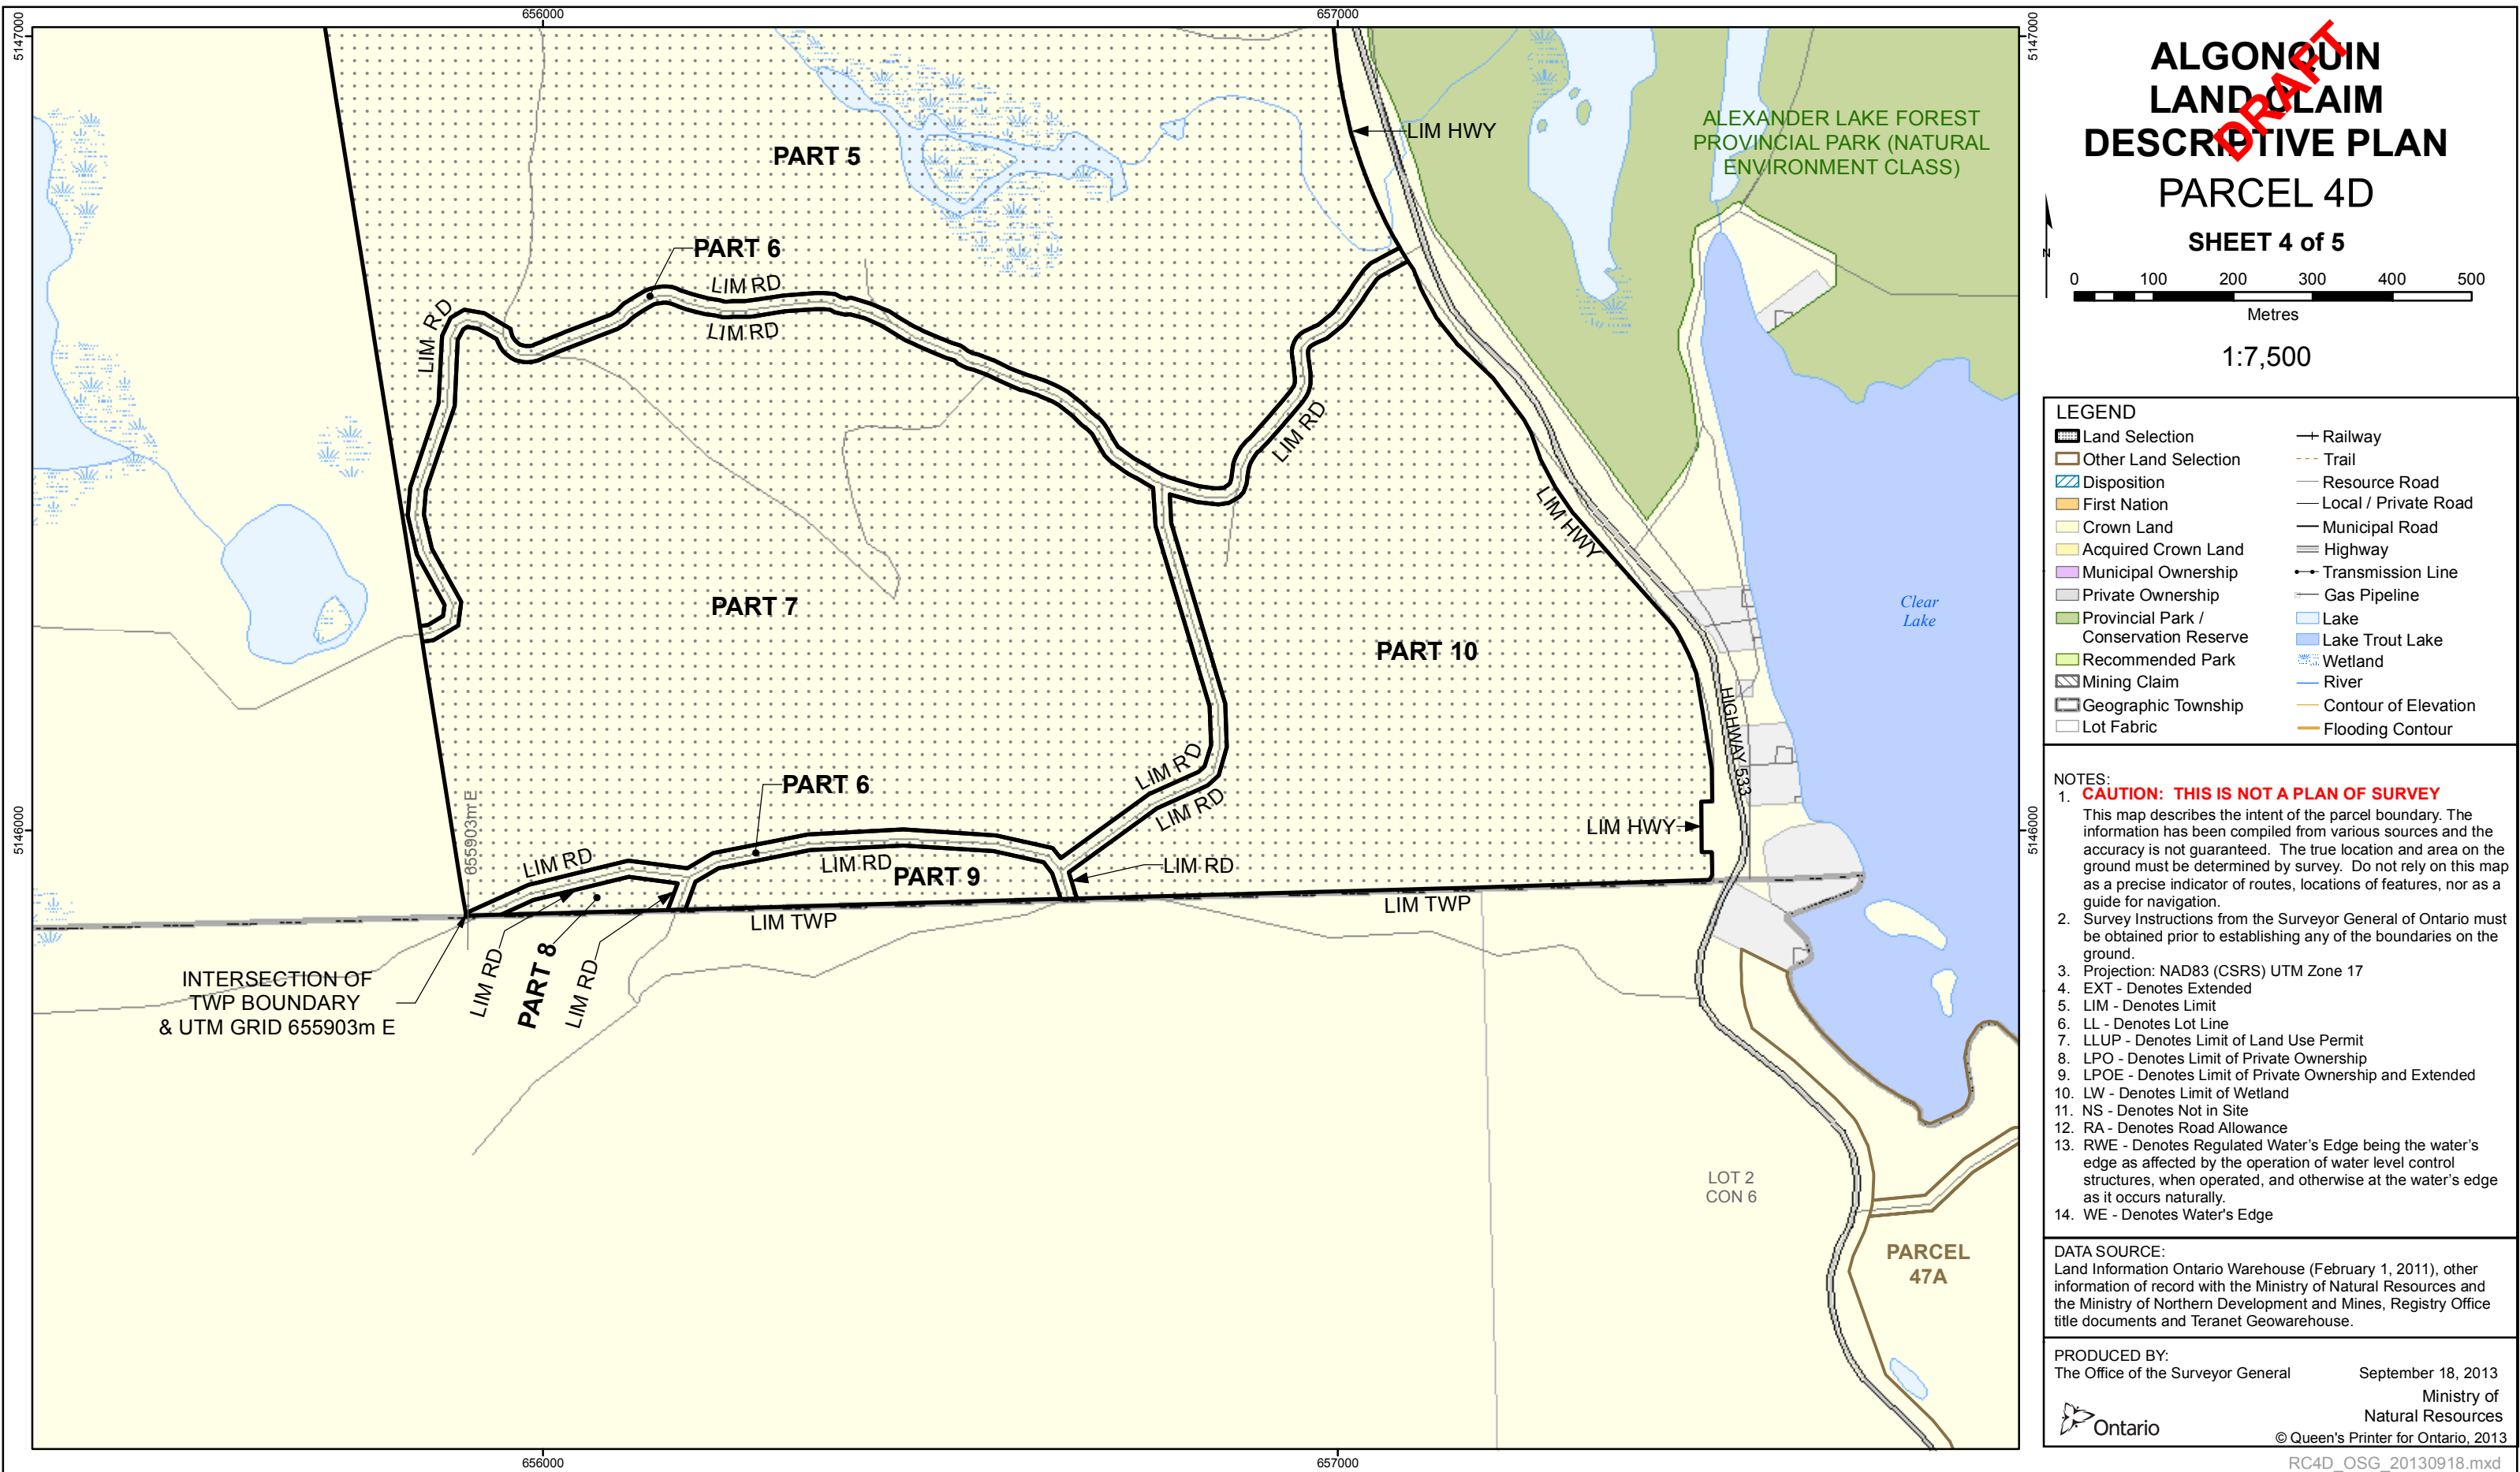 656000
657000
5147000
5147000
5146000
5146000
656000
657000
PART 5
LIM HWY
ALEXANDER LAKE FOREST
PROVINCIAL PARK (NATURAL
ENVIRONMENT CLASS)
PART 6
LIM RD
LIM RD
LIM RD
LIM RD
LIM HWY
PART 7
PART 10
Clear
Lake
HIGHWAY 533
LIM RD
LIM RD
PART 6
655903m E
LIM HWY
LIM RD
LIM RD
PART 9
LIM RD
LIM TWP
LIM TWP
LIM RD
PART 8
LIM RD
INTERSECTION OF
TWP BOUNDARY
& UTM GRID 655903m E
LOT 2
CON 6
PARCEL
47A
ALGONQUIN
LAND CLAIM
DESCRIPTIVE PLAN
DRAFT
PARCEL 4D
SHEET 4 of 5
N
0 100 200 300 400 500
Metres
1:7,500
LEGEND
Land Selection
Other Land Selection
Disposition
First Nation
Crown Land
Acquired Crown Land
Municipal Ownership
Private Ownership
Provincial Park /
Conservation Reserve
Recommended Park
Mining Claim
Geographic Township
Lot Fabric
Railway
Trail
Resource Road
Local / Private Road
Municipal Road
Highway
Transmission Line
Gas Pipeline
Lake
Lake Trout Lake
Wetland
River
Contour of Elevation
Flooding Contour
NOTES:
1. CAUTION: THIS IS NOT A PLAN OF SURVEY
This map describes the intent of the parcel boundary. The
information has been compiled from various sources and the
accuracy is not guaranteed. The true location and area on the
ground must be determined by survey. Do not rely on this map
as a precise indicator of routes, locations of features, nor as a
guide for navigation.
2. Survey Instructions from the Surveyor General of Ontario must
be obtained prior to establishing any of the boundaries on the
ground.
3. Projection: NAD83 (CSRS) UTM Zone 17
4. EXT - Denotes Extended
5. LIM - Denotes Limit
6. LL - Denotes Lot Line
7. LLUP - Denotes Limit of Land Use Permit
8. LPO - Denotes Limit of Private Ownership
9. LPOE - Denotes Limit of Private Ownership and Extended
10. LW - Denotes Limit of Wetland
11. NS - Denotes Not in Site
12. RA - Denotes Road Allowance
13. RWE - Denotes Regulated Water's Edge being the water's
edge as affected by the operation of water level control
structures, when operated, and otherwise at the water's edge
as it occurs naturally.
14. WE - Denotes Water's Edge
DATA SOURCE:
Land Information Ontario Warehouse (February 1, 2011), other
information of record with the Ministry of Natural Resources and
the Ministry of Northern Development and Mines, Registry Office
title documents and Teranet Geowarehouse.
PRODUCED BY:
The Office of the Surveyor General September 18, 2013
Ministry of
Natural Resources
Ontario
© Queen's Printer for Ontario, 2013
RC4D_OSG_20130918.mxd